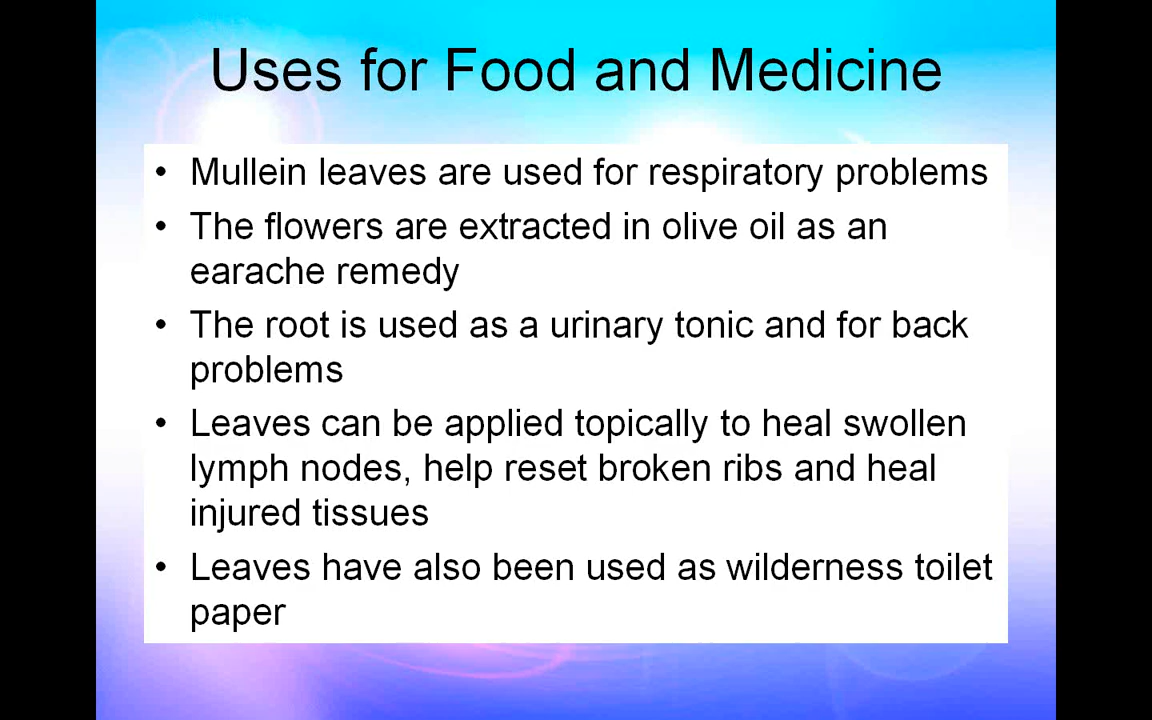 Uses for Food and Medicine
• Mullein leaves are used for respiratory problems
• The flowers are extracted in olive oil as an
earache remedy
• The root is used as a urinary tonic and for back
problems
• Leaves can be applied topically to heal swollen
lymph nodes, help reset broken ribs and heal
injured tissues
• Leaves have also been used as wilderness toilet
paper